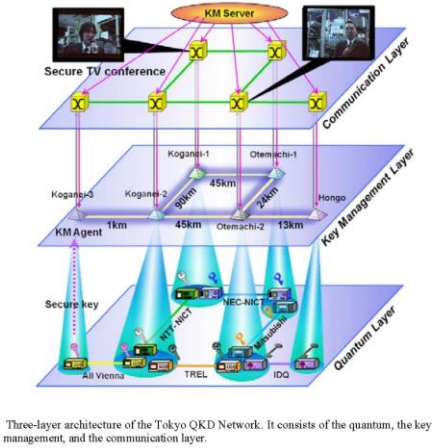 KM Server
Secure TV conference
Communication Layer
Koganei-1
Otemachi-1
45km
Koganei-3
Koganei-2
90km
24km
Hongo
1km
45km
Otemachi-2
13km
KM Agent
Key Management Layer
Secure key
NTT-NICT
NEC-NICT
Mitsubishi
All Vienna
TREL
IDQ
Quantum Layer
Three-layer architecture of the Tokyo QKD Network. It consists of the quantum, the key
management, and the communication layer.